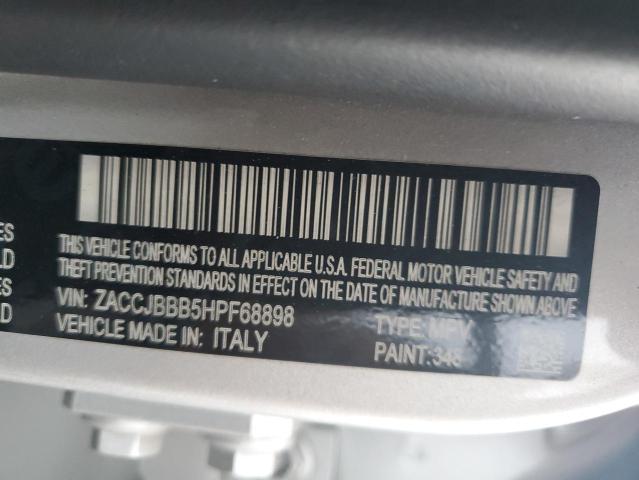 ES
THIS VEHICLE CONFORMS TO ALL APPLICABLE U.S.A. FEDERAL MOTOR VEHICLE SAFETY AND
LD
THEFT PREVENTION STANDARDS IN EFFECT ON THE DATE OF MANUFACTURE SHOWN ABOVE
ES
VIN: ZACCJBBB5HPF68898 TYPE: MPV
D
VEHICLE MADE IN: ITALY PAINT: 348